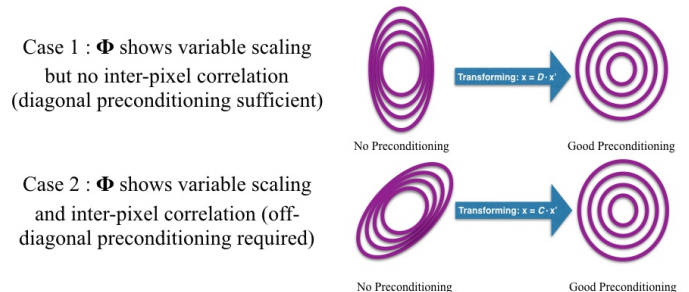 Case 1 : Φ shows variable scaling
but no inter-pixel correlation
(diagonal preconditioning sufficient)
Transforming: x = D· x'
No Preconditioning
Good Preconditioning
Case 2 : Φ shows variable scaling
and inter-pixel correlation (off-
diagonal preconditioning required)
Transforming: x = C· x'
No Preconditioning
Good Preconditioning